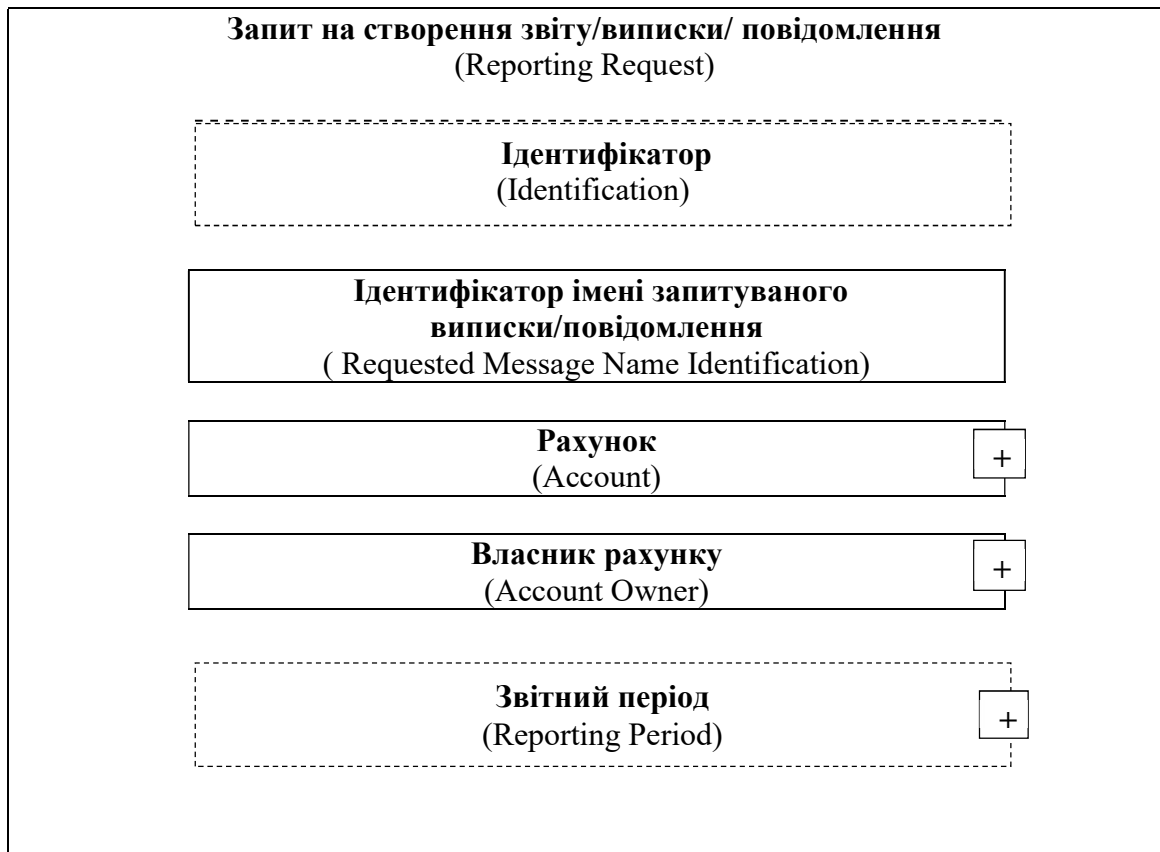 Запит на створення звіту/виписки/ повідомлення
(Reporting Request)
Ідентифікатор
(Identification)
Ідентифікатор імені запитуваного
виписки/повідомлення
( Requested Message Name Identification)
Рахунок
(Account)
+
Власник рахунку
(Account Owner)
+
Звітний період
(Reporting Period)
+